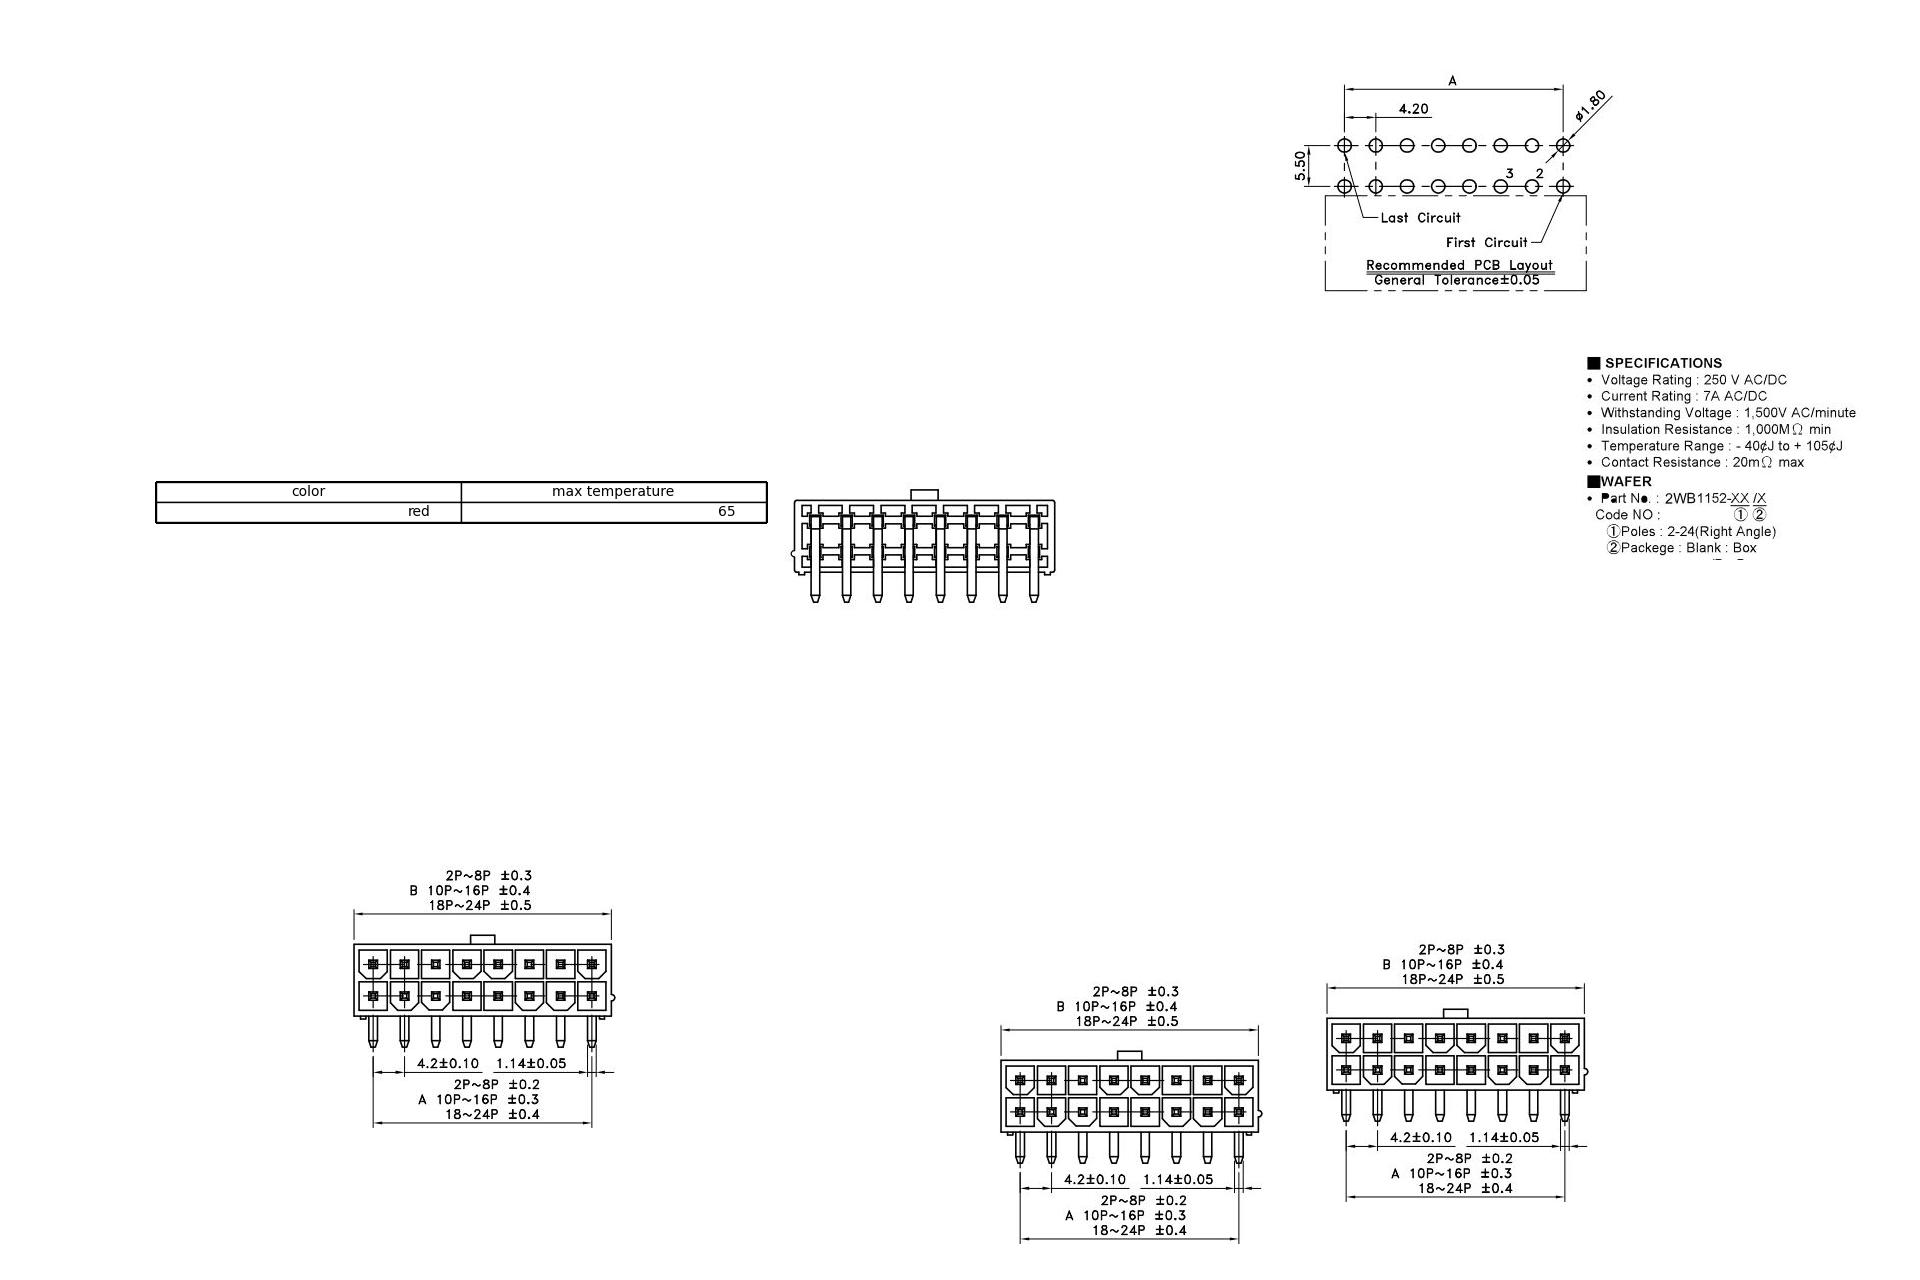 A
4.20
ø1.80
5.50
3 2
Last Circuit
First Circuit
Recommended PCB Layout
General Tolerance±0.05
■ SPECIFICATIONS
• Voltage Rating : 250 V AC/DC
• Current Rating : 7A AC/DC
• Withstanding Voltage : 1,500V AC/minute
• Insulation Resistance : 1,000MΩ min
• Temperature Range : - 40¢J to + 105¢J
• Contact Resistance : 20mΩ max
■WAFER
• Part No. : 2WB1152-XX /X
Code NO : ① ②
①Poles : 2-24(Right Angle)
②Packege : Blank : Box
color max temperature
red 65
2P~8P ±0.3
B 10P~16P ±0.4
18P~24P ±0.5
4.2±0.10 1.14±0.05
2P~8P ±0.2
A 10P~16P ±0.3
18~24P ±0.4
2P~8P ±0.3
B 10P~16P ±0.4
18P~24P ±0.5
4.2±0.10 1.14±0.05
2P~8P ±0.2
A 10P~16P ±0.3
18~24P ±0.4
2P~8P ±0.3
B 10P~16P ±0.4
18P~24P ±0.5
4.2±0.10 1.14±0.05
2P~8P ±0.2
A 10P~16P ±0.3
18~24P ±0.4